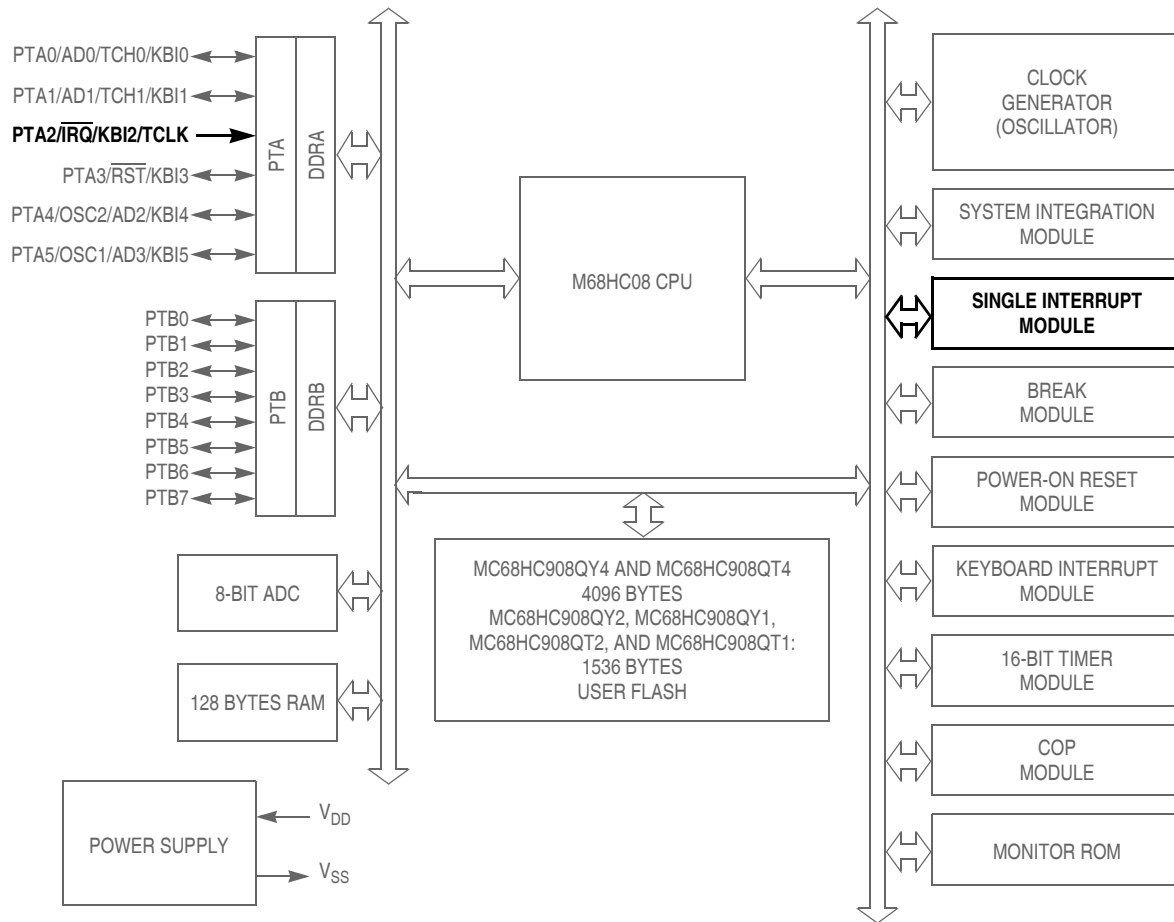 PTA0/AD0/TCH0/KBI0
PTA1/AD1/TCH1/KBI1
PTA2/IRQ/KBI2/TCLK
PTA3/RST/KBI3
PTA4/OSC2/AD2/KBI4
PTA5/OSC1/AD3/KBI5
PTA
DDRA
PTB0
PTB1
PTB2
PTB3
PTB4
PTB5
PTB6
PTB7
PTB
DDRB
8-BIT ADC
128 BYTES RAM
POWER SUPPLY
VDD
VSS
M68HC08 CPU
MC68HC908QY4 AND MC68HC908QT4
4096 BYTES
MC68HC908QY2, MC68HC908QY1,
MC68HC908QT2, AND MC68HC908QT1:
1536 BYTES
USER FLASH
CLOCK
GENERATOR
(OSCILLATOR)
SYSTEM INTEGRATION
MODULE
SINGLE INTERRUPT
MODULE
BREAK
MODULE
POWER-ON RESET
MODULE
KEYBOARD INTERRUPT
MODULE
16-BIT TIMER
MODULE
COP
MODULE
MONITOR ROM